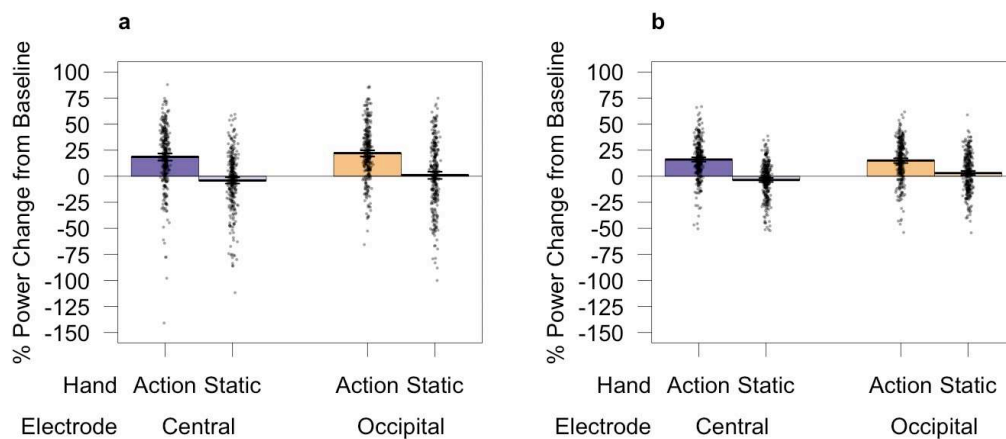 a
% Power Change from Baseline
100
75
50
25
0
-25
-50
-75
-100
-125
-150
Hand Action Static Action Static
Electrode Central Occipital
b
% Power Change from Baseline
100
75
50
25
0
-25
-50
-75
-100
-125
-150
Hand Action Static Action Static
Electrode Central Occipital